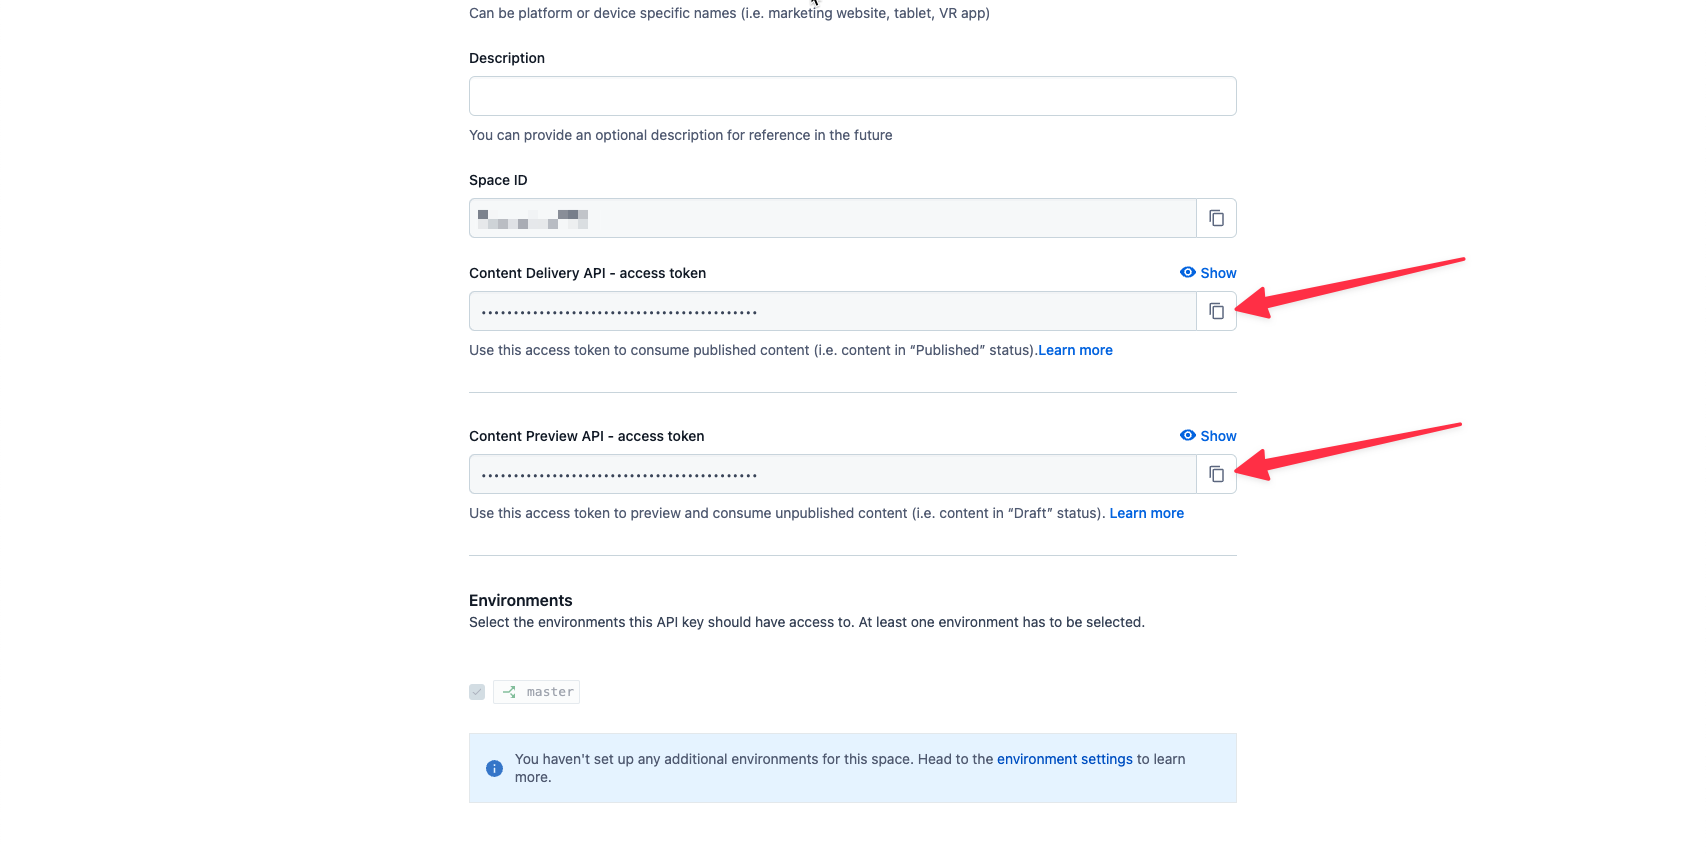 Can be platform or device specific names (i.e. marketing website, tablet, VR app)
Description
You can provide an optional description for reference in the future
Space ID
Content Delivery API - access token
Show
••••••••••••••••••••••••••••••••••••••••••••
Use this access token to consume published content (i.e. content in “Published” status).Learn more
Content Preview API - access token
Show
••••••••••••••••••••••••••••••••••••••••••••
Use this access token to preview and consume unpublished content (i.e. content in “Draft” status). Learn more
Environments
Select the environments this API key should have access to. At least one environment has to be selected.
master
You haven't set up any additional environments for this space. Head to the environment settings to learn
more.